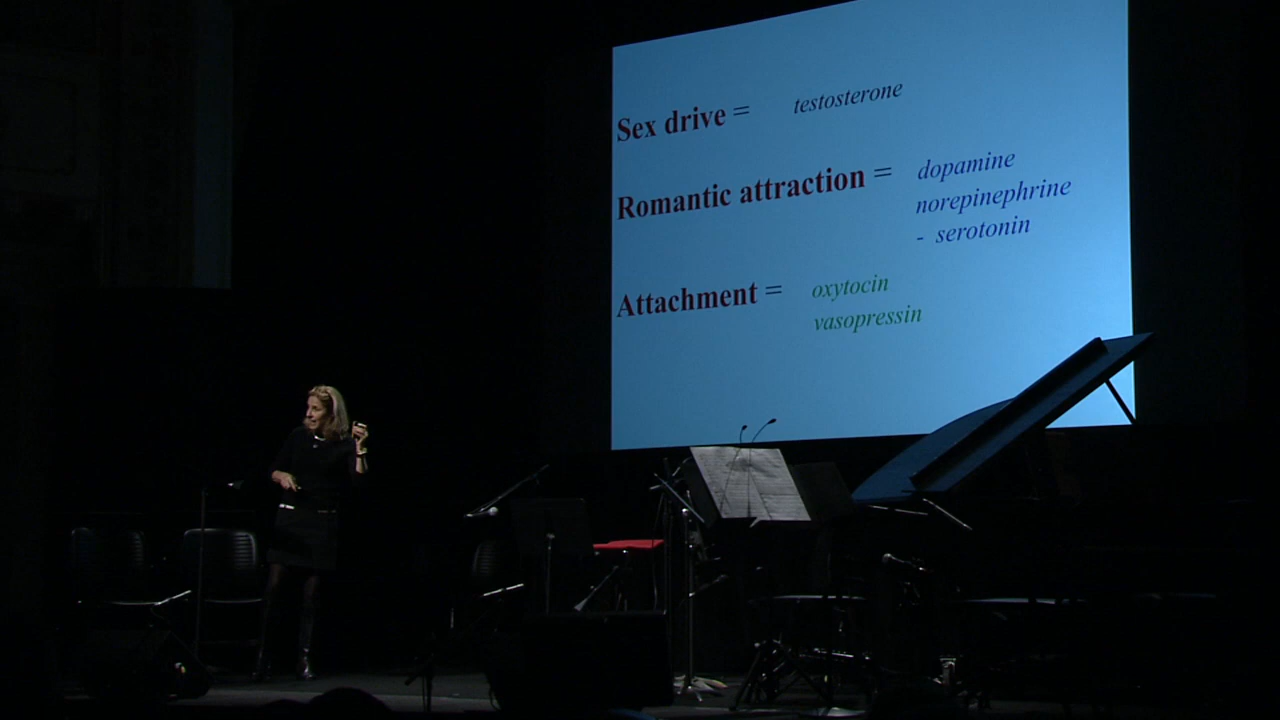 Sex drive = testosterone
Romantic attraction = dopamine
norepinephrine
- serotonin
Attachment = oxytocin
vasopressin